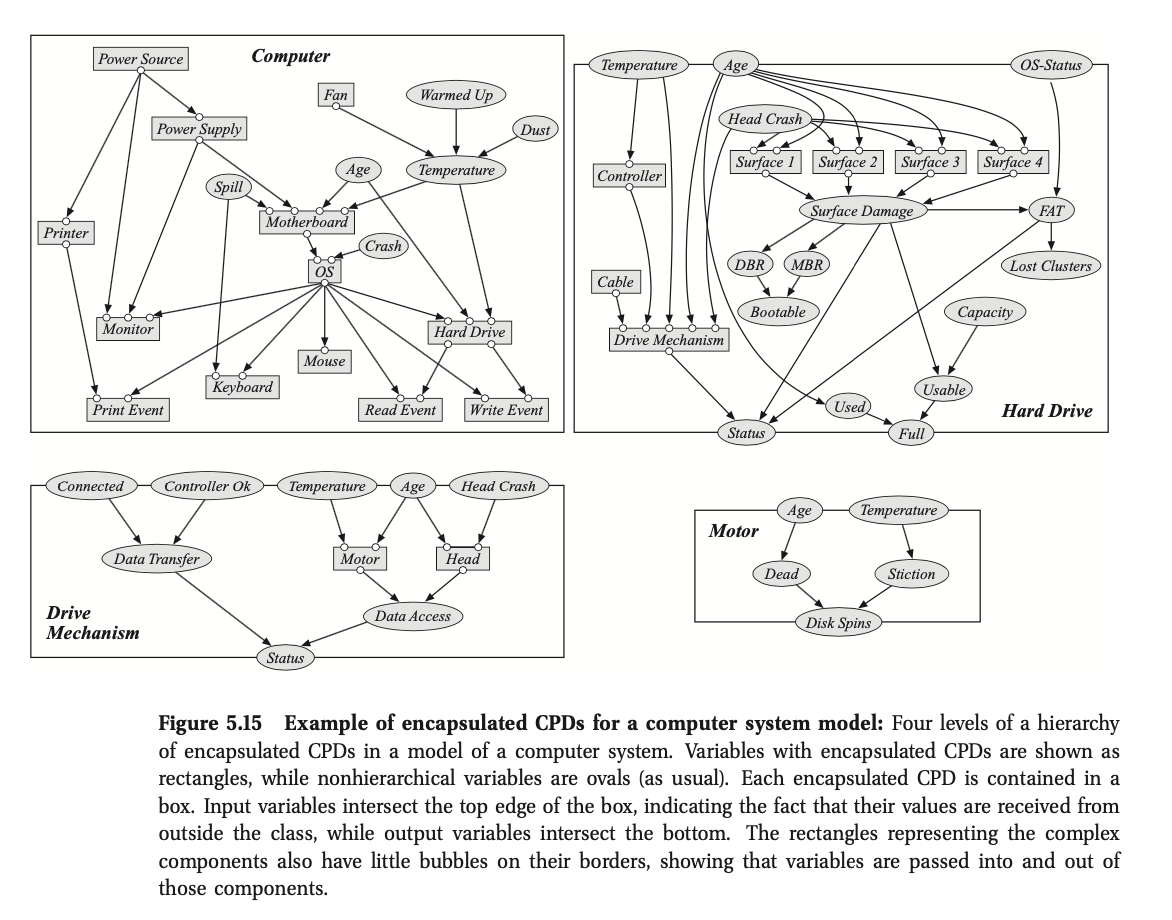 Computer
Power Source
Fan
Warmed Up
Power Supply
Dust
Age
Temperature
Spill
Motherboard
Printer
Crash
OS
Monitor
Hard Drive
Mouse
Keyboard
Print Event
Read Event
Write Event
Temperature
Age
OS-Status
Head Crash
Surface 1
Surface 2
Surface 3
Surface 4
Controller
Surface Damage
FAT
DBR
MBR
Lost Clusters
Cable
Bootable
Capacity
Drive Mechanism
Usable
Used
Hard Drive
Status
Full
Connected
Controller Ok
Temperature
Age
Head Crash
Data Transfer
Motor
Head
Data Access
Drive
Mechanism
Status
Age
Temperature
Motor
Dead
Stiction
Disk Spins
Figure 5.15 Example of encapsulated CPDs for a computer system model: Four levels of a hierarchy
of encapsulated CPDs in a model of a computer system. Variables with encapsulated CPDs are shown as
rectangles, while nonhierarchical variables are ovals (as usual). Each encapsulated CPD is contained in a
box. Input variables intersect the top edge of the box, indicating the fact that their values are received from
outside the class, while output variables intersect the bottom. The rectangles representing the complex
components also have little bubbles on their borders, showing that variables are passed into and out of
those components.